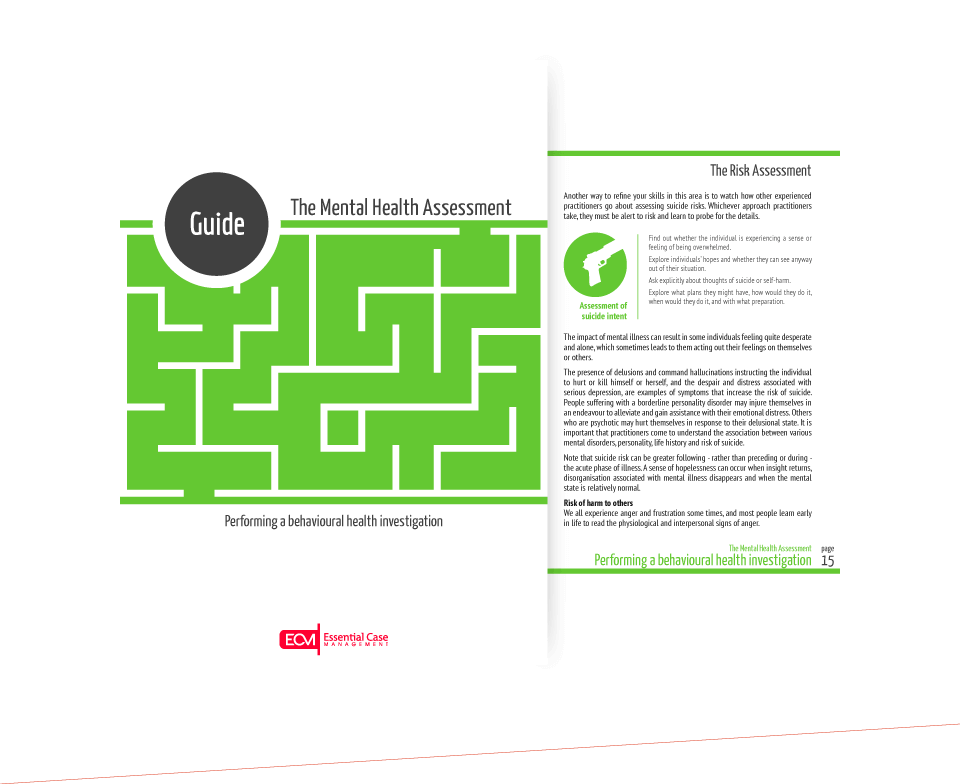 Guide
The Mental Health Assessment
Performing a behavioural health investigation
ECM Essential Case
MANAGEMENT
The Risk Assessment
Another way to refine your skills in this area is to watch how other experienced
practitioners go about assessing suicide risks. Whichever approach practitioners
take, they must be alert to risk and learn to probe for the details.
Assessment of
suicide intent
Find out whether the individual is experiencing a sense or
feeling of being overwhelmed.
Explore individuals' hopes and whether they can see anyway
out of their situation.
Ask explicitly about thoughts of suicide or self-harm.
Explore what plans they might have, how would they do it,
when would they do it, and with what preparation.
The impact of mental illness can result in some individuals feeling quite desperate
and alone, which sometimes leads to them acting out their feelings on themselves
or others.
The presence of delusions and command hallucinations instructing the individual
to hurt or kill himself or herself, and the despair and distress associated with
serious depression, are examples of symptoms that increase the risk of suicide.
People suffering with a borderline personality disorder may injure themselves in
an endeavour to alleviate and gain assistance with their emotional distress. Others
who are psychotic may hurt themselves in response to their delusional state. It is
important that practitioners come to understand the association between various
mental disorders, personality, life history and risk of suicide.
Note that suicide risk can be greater following - rather than preceding or during -
the acute phase of illness. A sense of hopelessness can occur when insight returns,
disorganisation associated with mental illness disappears and when the mental
state is relatively normal.
Risk of harm to others
We all experience anger and frustration some times, and most people learn early
in life to read the physiological and interpersonal signs of anger.
The Mental Health Assessment page
Performing a behavioural health investigation 15